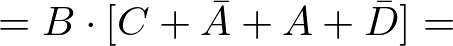 = B · [C + Ā + A + D̄] =